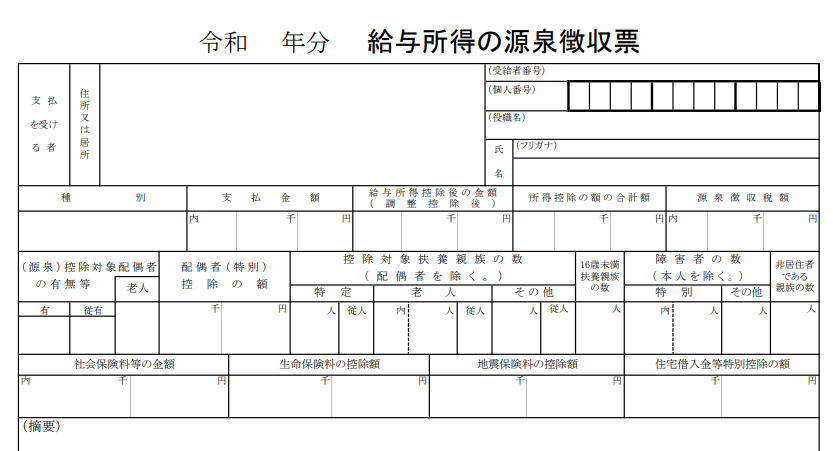 令和　年分　給与所得の源泉徴収票
支払
を受け
る者
住所又は居所
(受給者番号)
(個人番号)
(役職名)
氏名
(フリガナ)
種別
支払金額
給与所得控除後の金額
(調整控除後)
所得控除の額の合計額
源泉徴収税額
内 千 円
千 円
千 円
内 千 円
(源泉)控除対象配偶者
の有無等
老人
配偶者(特別)
控除の額
控除対象扶養親族の数
(配偶者を除く。)
特定
老人
その他
16歳未満
扶養親族
の数
障害者の数
(本人を除く。)
特別
その他
非居住者
である
親族の数
有 従有
千 円
人 従人
内 人 従人
人 従人
人
内 人
人
人
社会保険料等の金額
生命保険料の控除額
地震保険料の控除額
住宅借入金等特別控除の額
内 千 円
千 円
千 円
千 円
(摘要)